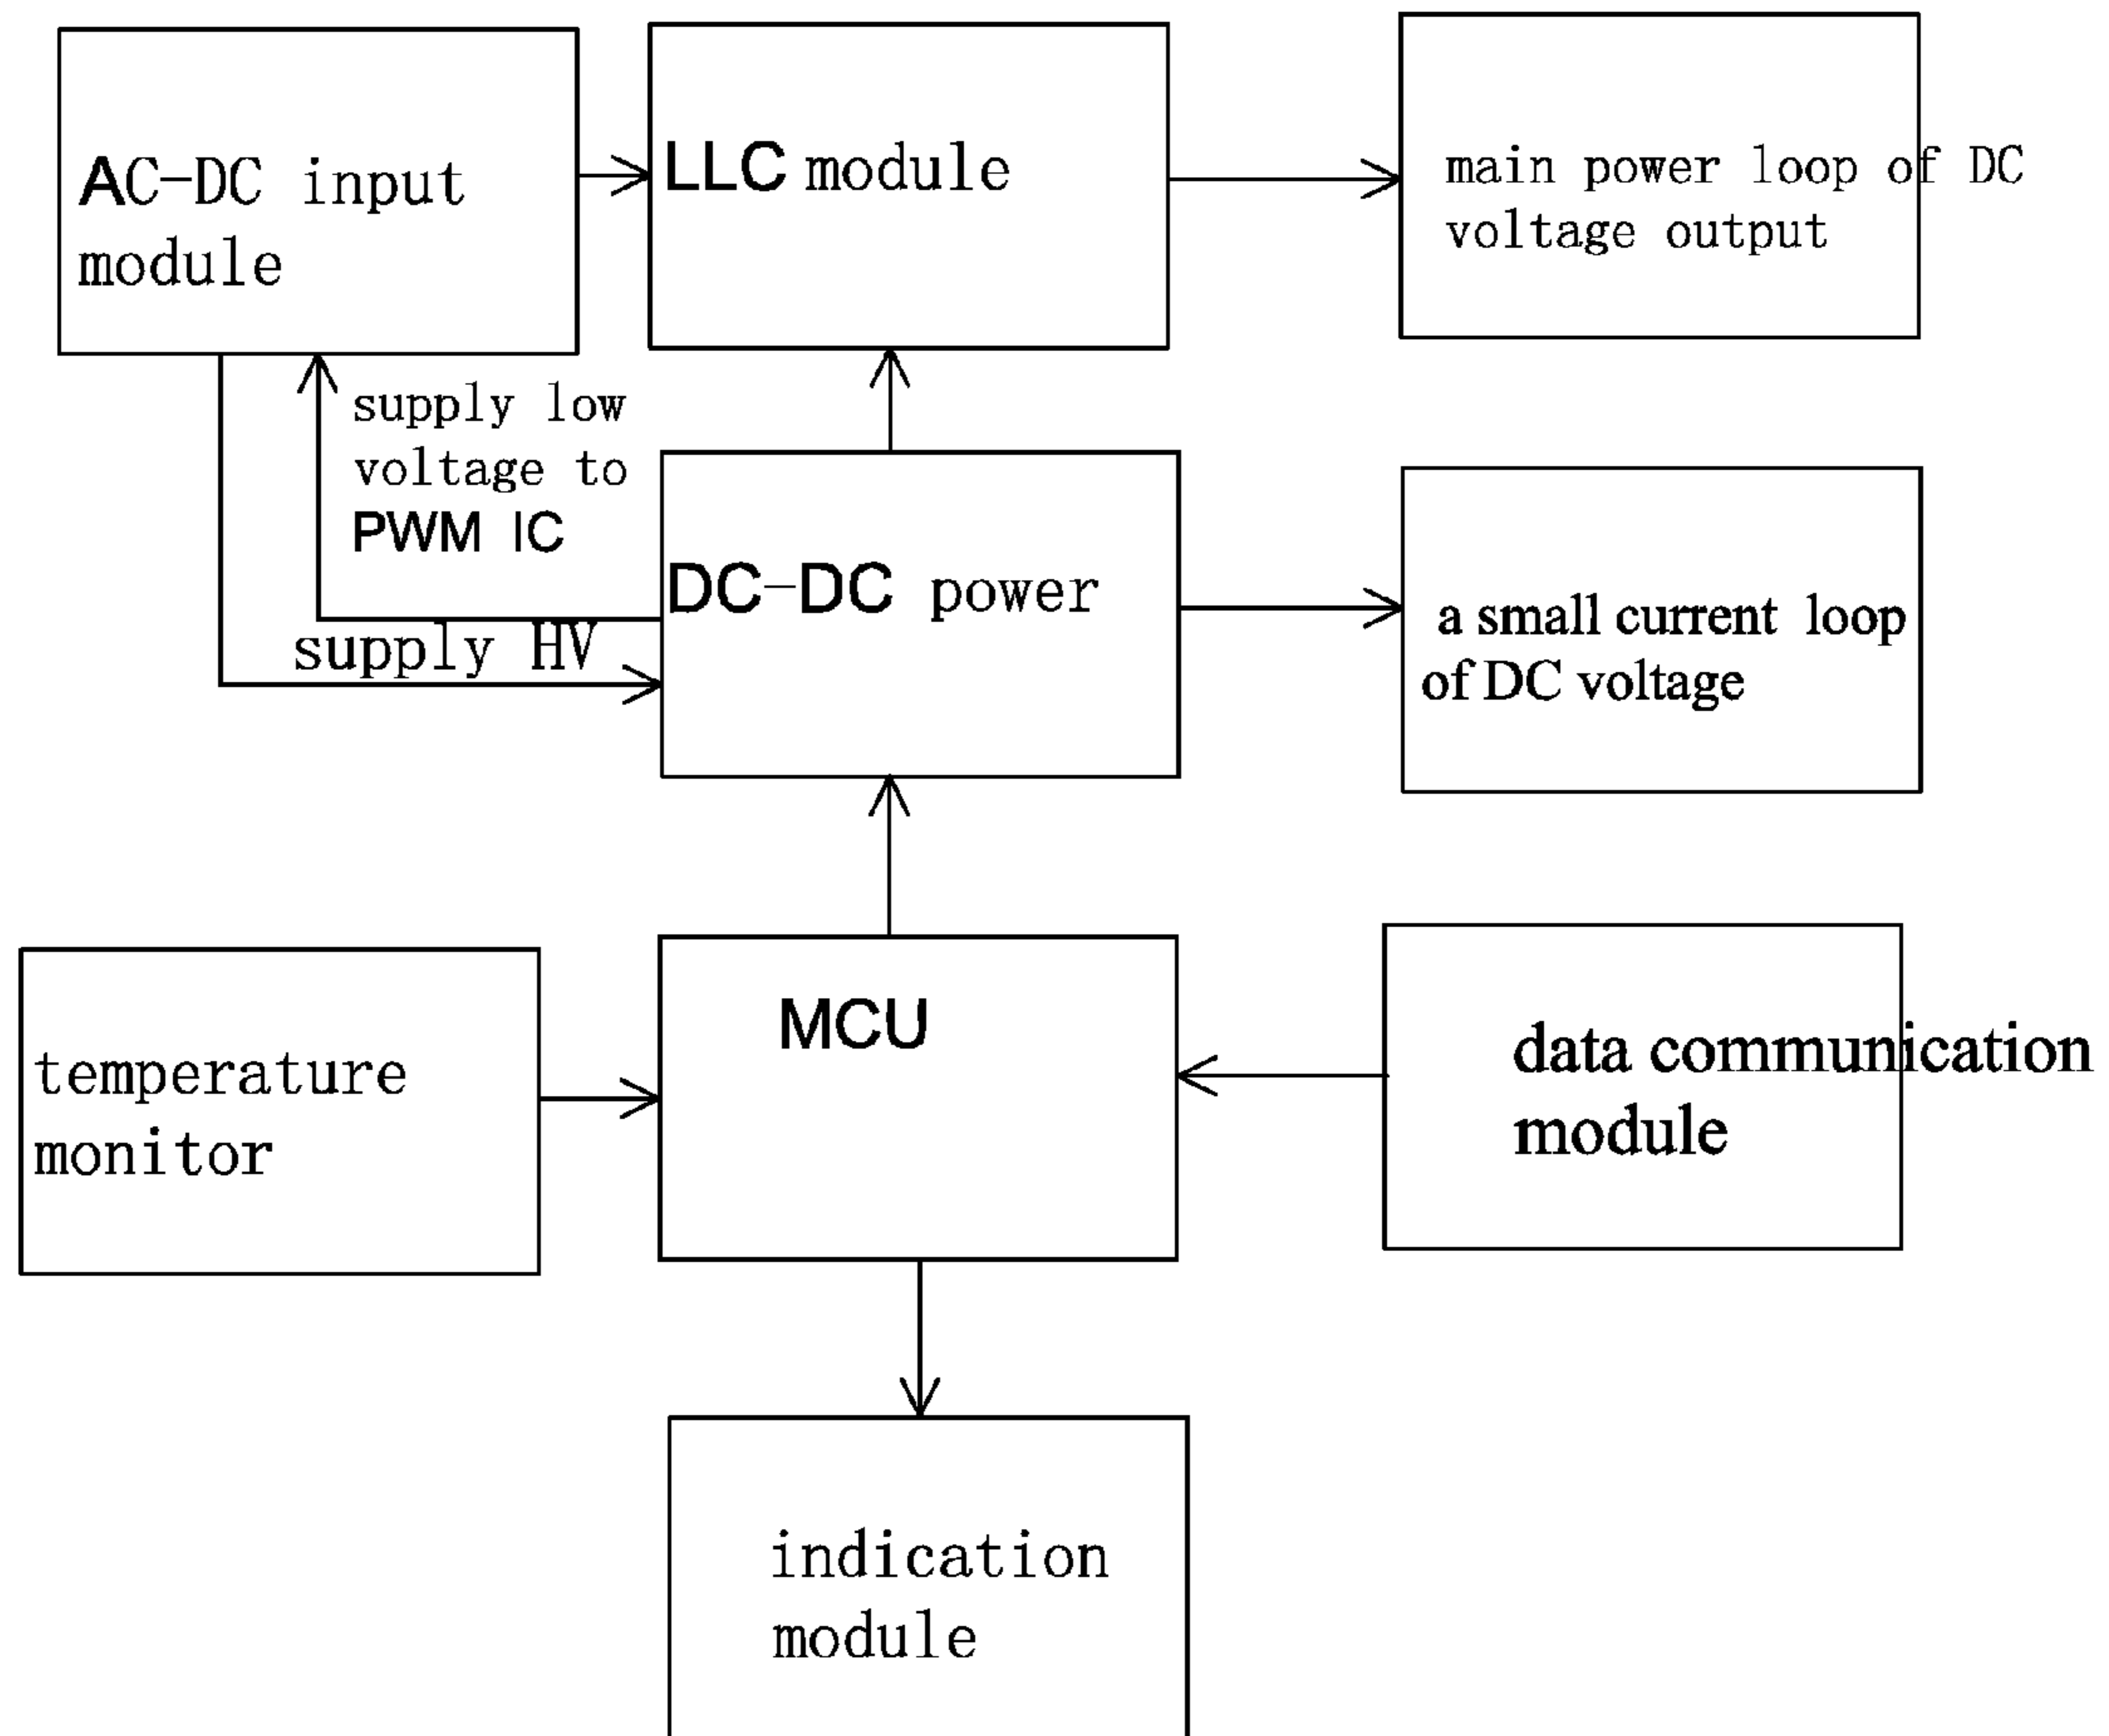 AC-DC input
module
LLC module
main power loop of DC
voltage output
supply low
voltage to
PWM IC
supply HV
DC-DC power
a small current loop
of DC voltage
temperature
monitor
MCU
data communication
module
indication
module